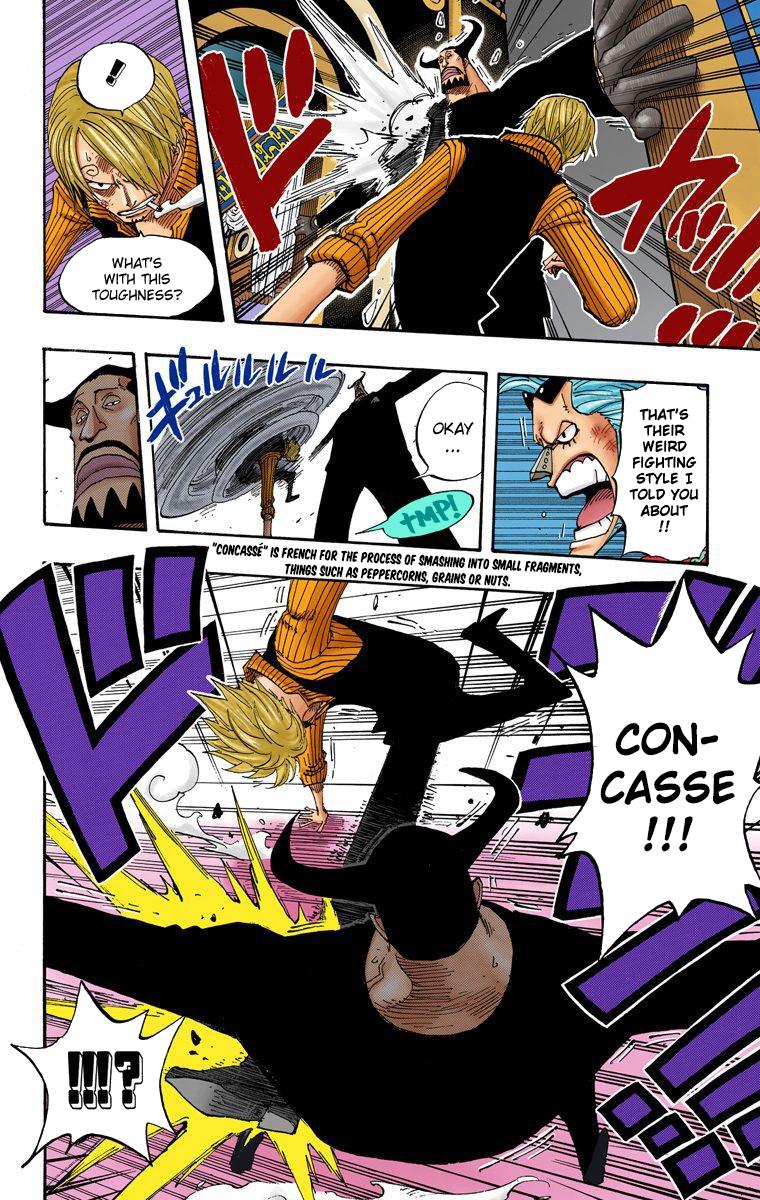 ド
!
WHAT'S
WITH THIS
TOUGHNESS?
THAT'S
THEIR
WEIRD
FIGHTING
STYLE I
TOLD YOU
ABOUT
!!
OKAY
...
TMP!
ギュルルルル
"CONCASSÉ" IS FRENCH FOR THE PROCESS OF SMASHING INTO SMALL FRAGMENTS,
THINGS SUCH AS PEPPERCORNS, GRAINS OR NUTS.
CON-
CASSE
!!!
ド
!!!?